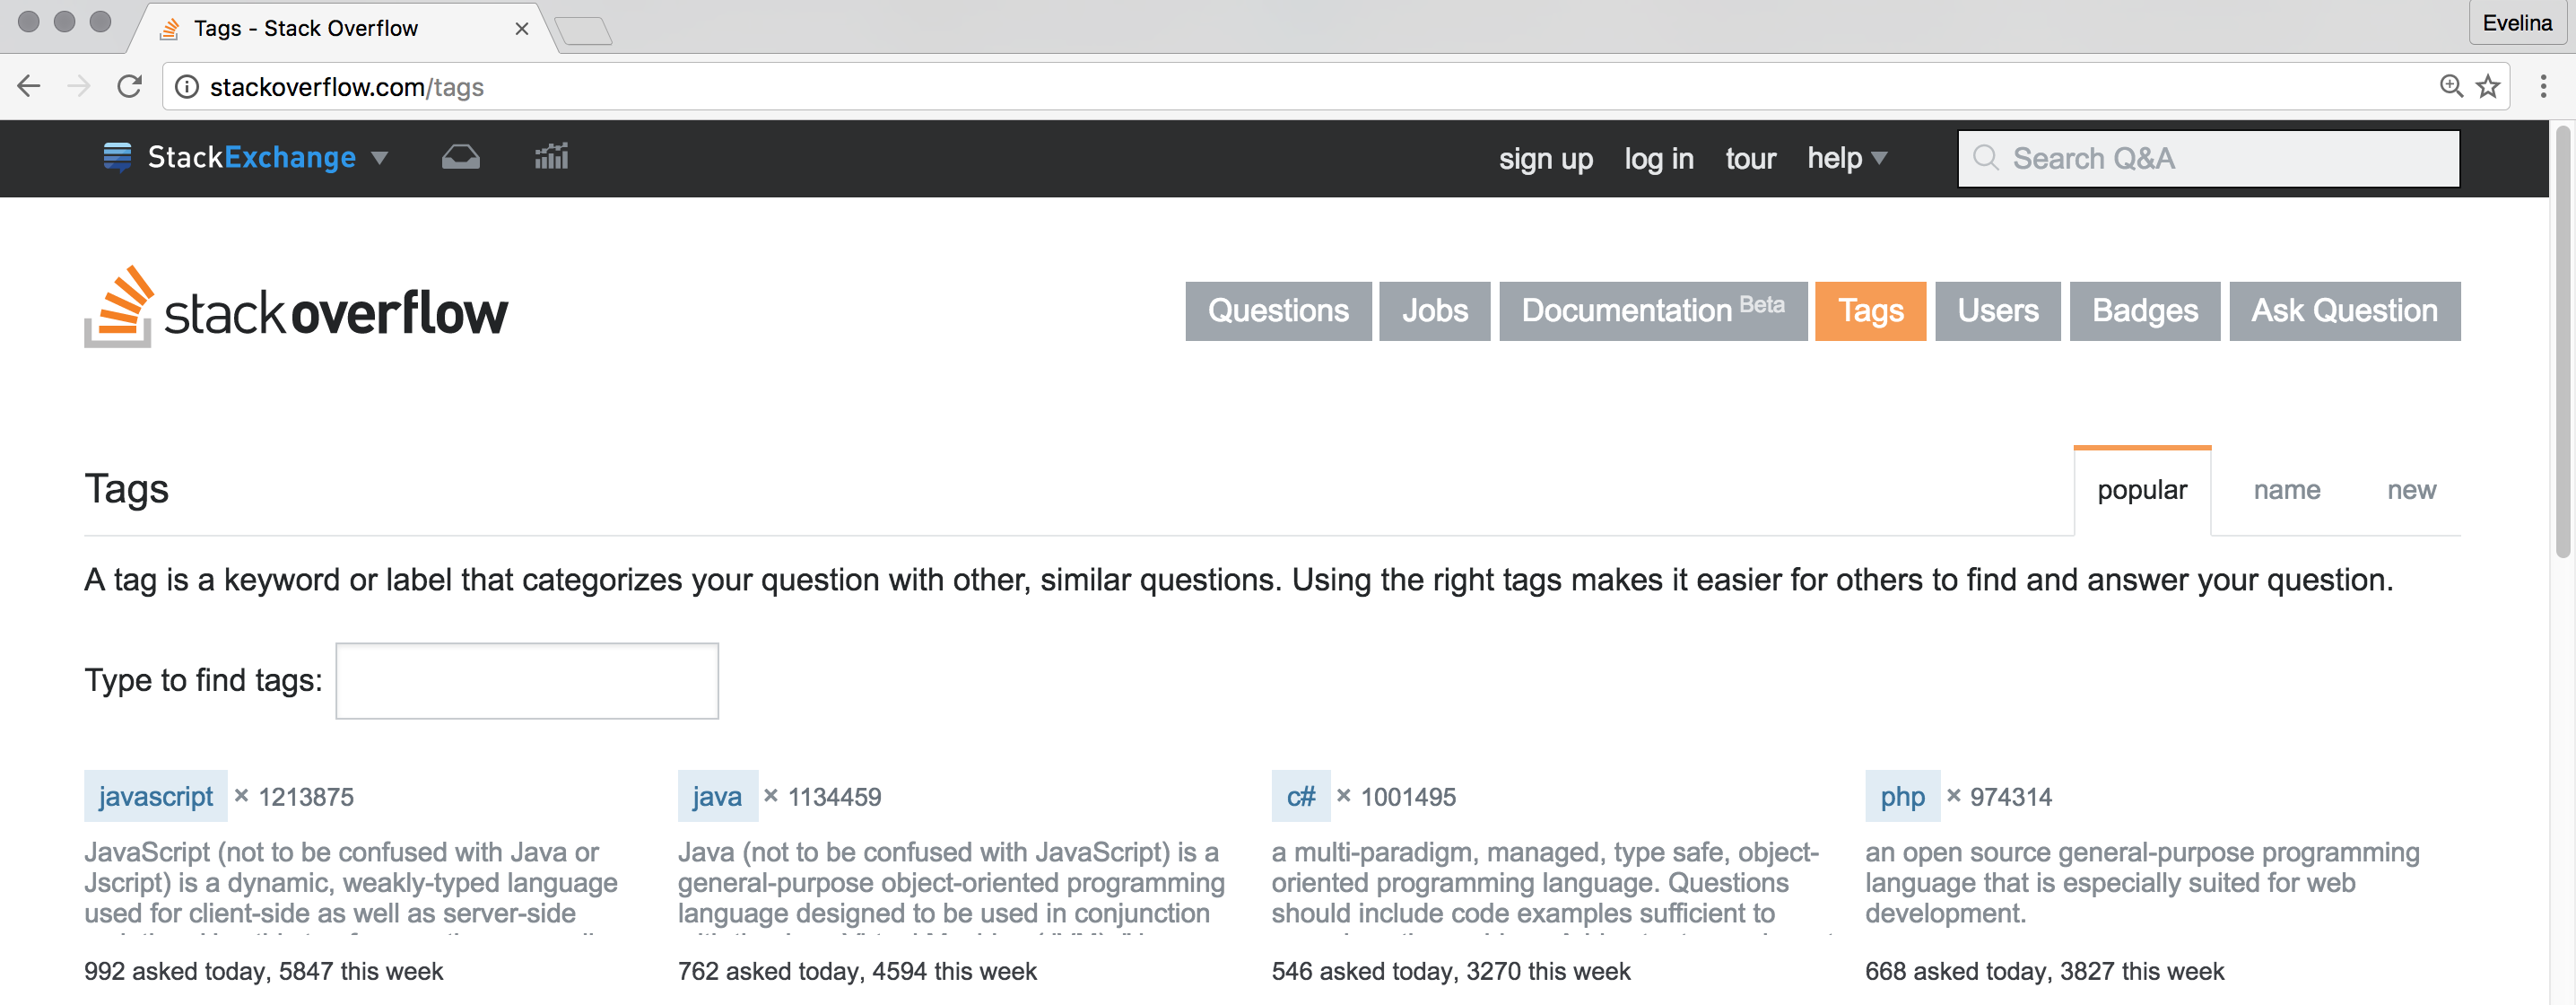 Tags - Stack Overflow
Evelina
stackoverflow.com/tags
StackExchange
sign up log in tour help
Search Q&A
stackoverflow
Questions Jobs Documentation Beta Tags Users Badges Ask Question
Tags
popular name new
A tag is a keyword or label that categorizes your question with other, similar questions. Using the right tags makes it easier for others to find and answer your question.
Type to find tags:
javascript × 1213875
JavaScript (not to be confused with Java or
Jscript) is a dynamic, weakly-typed language
used for client-side as well as server-side
992 asked today, 5847 this week
java × 1134459
Java (not to be confused with JavaScript) is a
general-purpose object-oriented programming
language designed to be used in conjunction
762 asked today, 4594 this week
c# × 1001495
a multi-paradigm, managed, type safe, object-
oriented programming language. Questions
should include code examples sufficient to
546 asked today, 3270 this week
php × 974314
an open source general-purpose programming
language that is especially suited for web
development.
668 asked today, 3827 this week